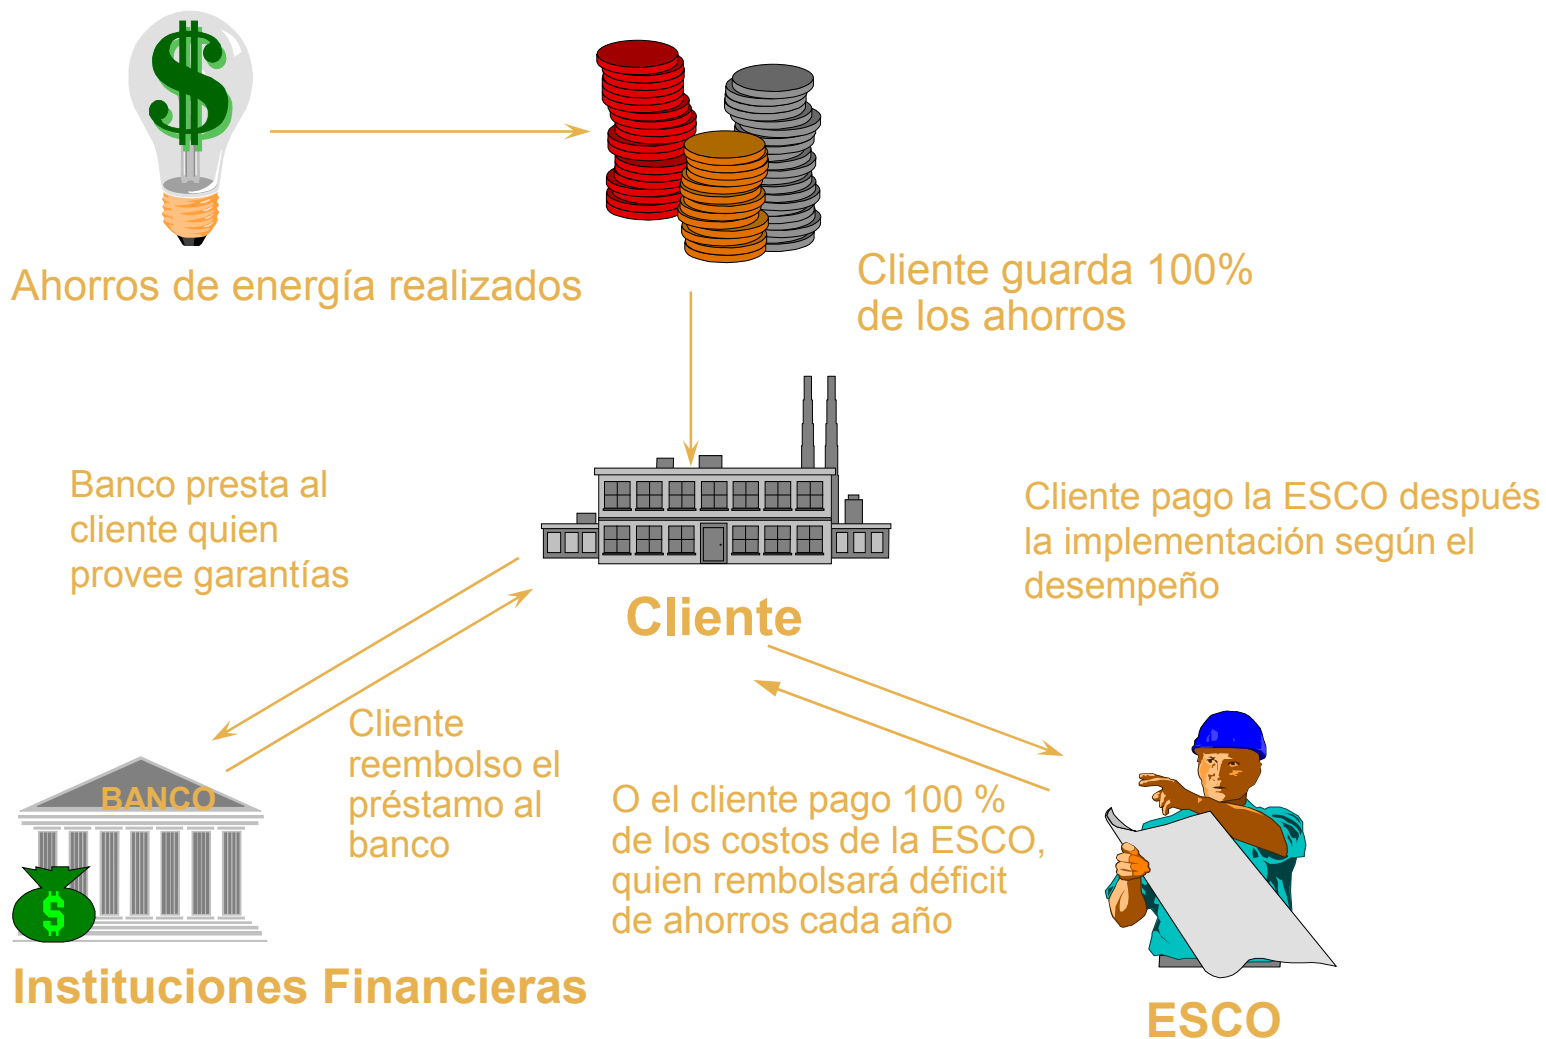 Ahorros de energía realizados
Cliente guarda 100%
de los ahorros
Banco presta al
cliente quien
provee garantías
Cliente pago la ESCO después
la implementación según el
desempeño
Cliente
Cliente
reembolso el
préstamo al
banco
O el cliente pago 100 %
de los costos de la ESCO,
quien rembolsará déficit
de ahorros cada año
BANCO
$
$
Instituciones Financieras
ESCO